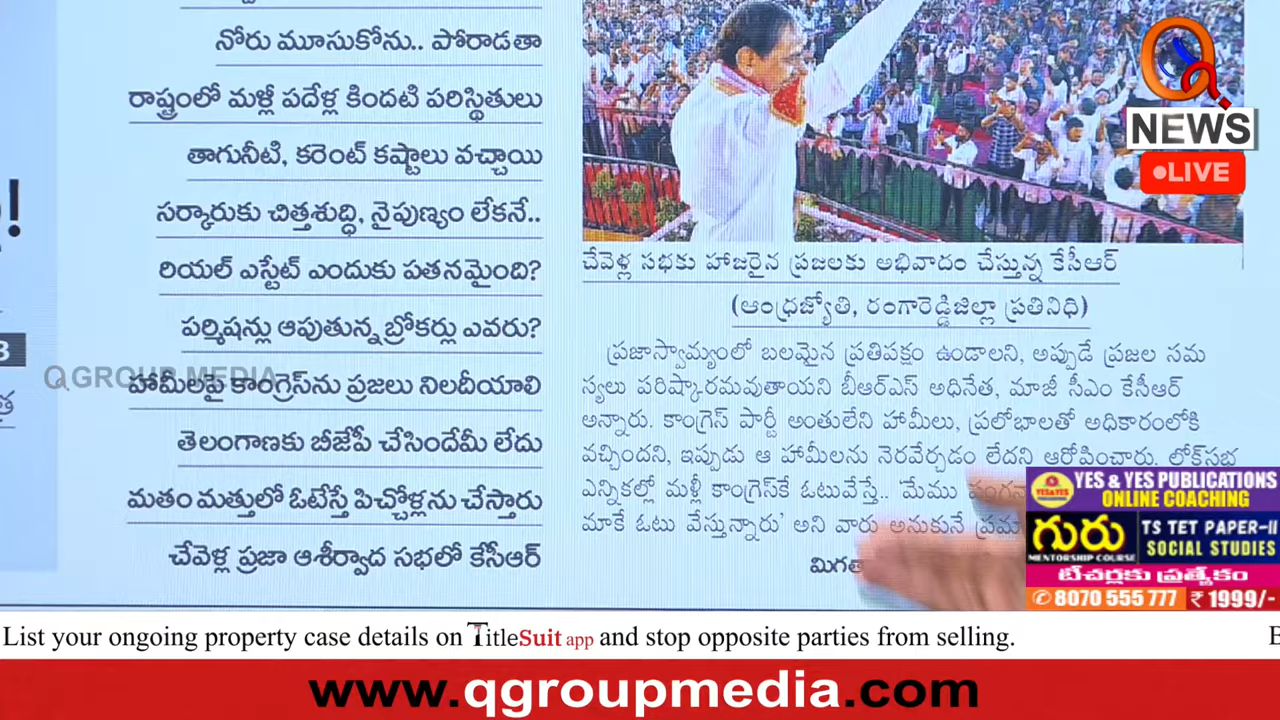 నోరు మూసుకోను.. పోరాడతా
రాష్ట్రంలో మళ్లీ పదేళ్ల కిందటి పరిస్థితులు
తాగునీటి, కరెంట్ కష్టాలు వచ్చాయి
సర్కారుకు చిత్తశుద్ధి, నైపుణ్యం లేకనే..
రియల్ ఎస్టేట్ ఎందుకు పతనమైంది?
పర్మిషన్లు ఆపుతున్న బ్రోకర్లు ఎవరు?
హామీలపై కాంగ్రెస్‌ను ప్రజలు నిలదీయాలి
తెలంగాణకు బీజేపీ చేసిందేమీ లేదు
మతం మత్తులో ఓటేస్తే పిచ్చోళ్లను చేస్తారు
చేవెళ్ల ప్రజా ఆశీర్వాద సభలో కేసీఆర్
QGROUP MEDIA
చేవెళ్ల సభకు హాజరైన ప్రజలకు అభివాదం చేస్తున్న కేసీఆర్
(ఆంధ్రజ్యోతి, రంగారెడ్డిజిల్లా ప్రతినిధి)
ప్రజాస్వామ్యంలో బలమైన ప్రతిపక్షం ఉండాలని, అప్పుడే ప్రజల సమ
స్యలు పరిష్కారమవుతాయని బీఆర్ఎస్ అధినేత, మాజీ సీఎం కేసీఆర్
అన్నారు. కాంగ్రెస్ పార్టీ అంతులేని హామీలు, ప్రలోభాలతో అధికారంలోకి
వచ్చిందని, ఇప్పుడు ఆ హామీలను నెరవేర్చడం లేదని ఆరోపించారు. లోక్‌సభ
ఎన్నికల్లో మళ్లీ కాంగ్రెస్‌కే ఓటువేస్తే.. 'మేము
మాకే ఓటు వేస్తున్నారు' అని వారు అనుకునే
NEWS
LIVE
YES & YES PUBLICATIONS
ONLINE COACHING
గురు
MENTORSHIP COURSE
TS TET PAPER-II
SOCIAL STUDIES
టీచర్లకు ప్రత్యేకం
8070 555 777 ₹ 1999/-
List your ongoing property case details on TitleSuit app and stop opposite parties from selling.
www.qgroupmedia.com